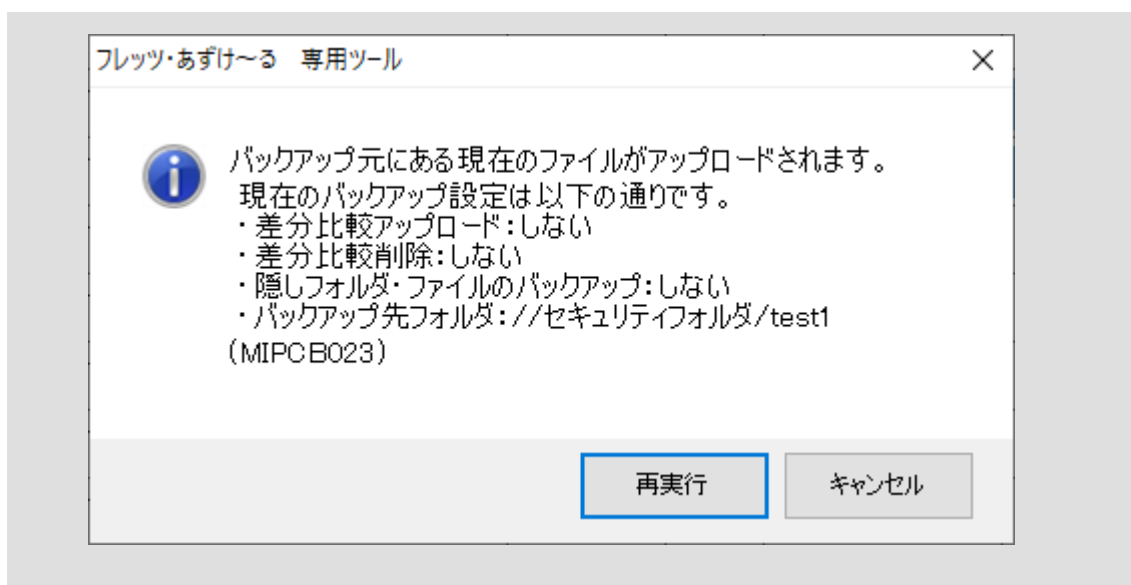 フレッツ・あずけ～る　専用ツール
バックアップ元にある現在のファイルがアップロードされます。
現在のバックアップ設定は以下の通りです。
・差分比較アップロード：しない
・差分比較削除：しない
・隠しフォルダ・ファイルのバックアップ：しない
・バックアップ先フォルダ：//セキュリティフォルダ/test1
（MIPCB023）
再実行
キャンセル